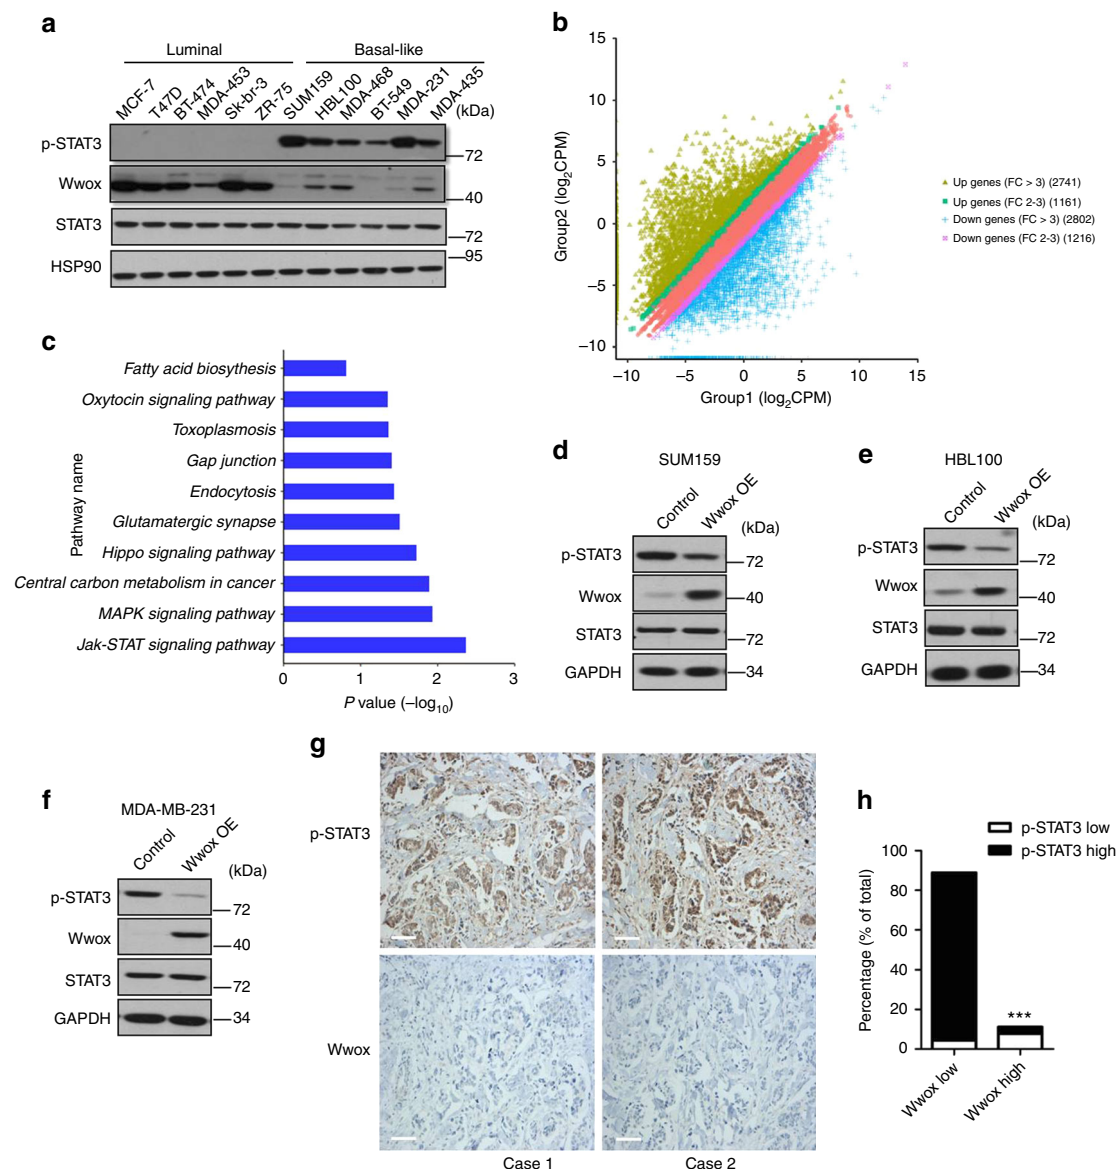 a
Luminal
Basal-like
MCF-7
T47D
BT-474
MDA-453
Sk-br-3
ZR-75
SUM159
HBL100
MDA-468
BT-549
MDA-231
MDA-435
(kDa)
p-STAT3
72
Wwox
40
STAT3
72
95
HSP90
b
15
10
5
0
−5
−10
−10
−5
0
5
10
15
Group2 (log2CPM)
Group1 (log2CPM)
Up genes (FC > 3) (2741)
Up genes (FC 2-3) (1161)
Down genes (FC > 3) (2802)
Down genes (FC 2-3) (1216)
c
Pathway name
Fatty acid biosythesis
Oxytocin signaling pathway
Toxoplasmosis
Gap junction
Endocytosis
Glutamatergic synapse
Hippo signaling pathway
Central carbon metabolism in cancer
MAPK signaling pathway
Jak-STAT signaling pathway
0
1
2
3
P value (−log10)
d
SUM159
Control
Wwox OE
(kDa)
p-STAT3
72
Wwox
40
STAT3
72
GAPDH
34
e
HBL100
Control
Wwox OE
(kDa)
p-STAT3
72
Wwox
40
STAT3
72
GAPDH
34
f
MDA-MB-231
Control
Wwox OE
(kDa)
p-STAT3
72
Wwox
40
STAT3
72
GAPDH
34
g
p-STAT3
Wwox
Case 1
Case 2
h
p-STAT3 low
p-STAT3 high
Percentage (% of total)
100
80
60
40
20
0
***
Wwox low
Wwox high